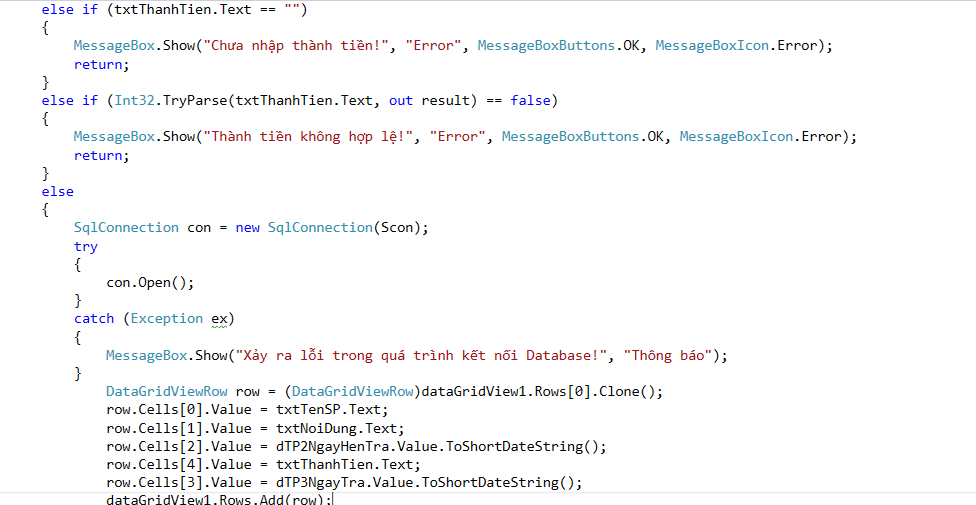 else if (txtThanhTien.Text == "")
{
MessageBox.Show("Chưa nhập thành tiền!", "Error", MessageBoxButtons.OK, MessageBoxIcon.Error);
return;
}
else if (Int32.TryParse(txtThanhTien.Text, out result) == false)
{
MessageBox.Show("Thành tiền không hợp lệ!", "Error", MessageBoxButtons.OK, MessageBoxIcon.Error);
return;
}
else
{
SqlConnection con = new SqlConnection(Scon);
try
{
con.Open();
}
catch (Exception ex)
{
MessageBox.Show("Xảy ra lỗi trong quá trình kết nối Database!", "Thông báo");
}
DataGridViewRow row = (DataGridViewRow)dataGridView1.Rows[0].Clone();
row.Cells[0].Value = txtTenSP.Text;
row.Cells[1].Value = txtNoiDung.Text;
row.Cells[2].Value = dTP2NgayHenTra.Value.ToShortDateString();
row.Cells[4].Value = txtThanhTien.Text;
row.Cells[3].Value = dTP3NgayTra.Value.ToShortDateString();
dataGridView1.Rows.Add(row);